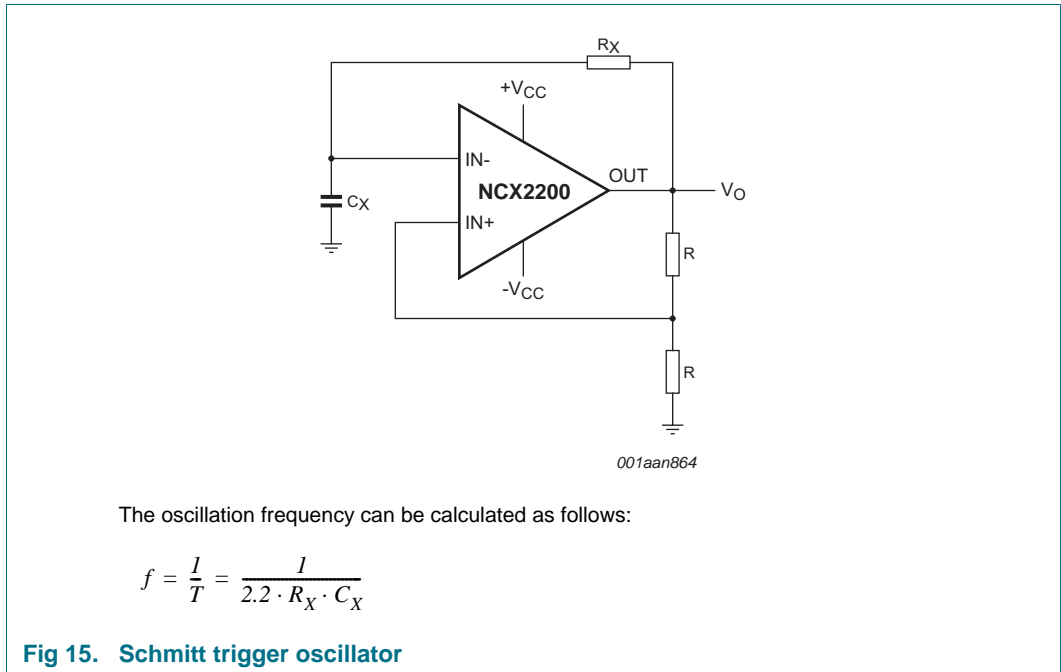 RX
+VCC
IN-
OUT
NCX2200
VO
CX
IN+
R
-VCC
R
001aan864
The oscillation frequency can be calculated as follows:
f = 1/T = 1/(2.2 · RX · CX)
Fig 15. Schmitt trigger oscillator